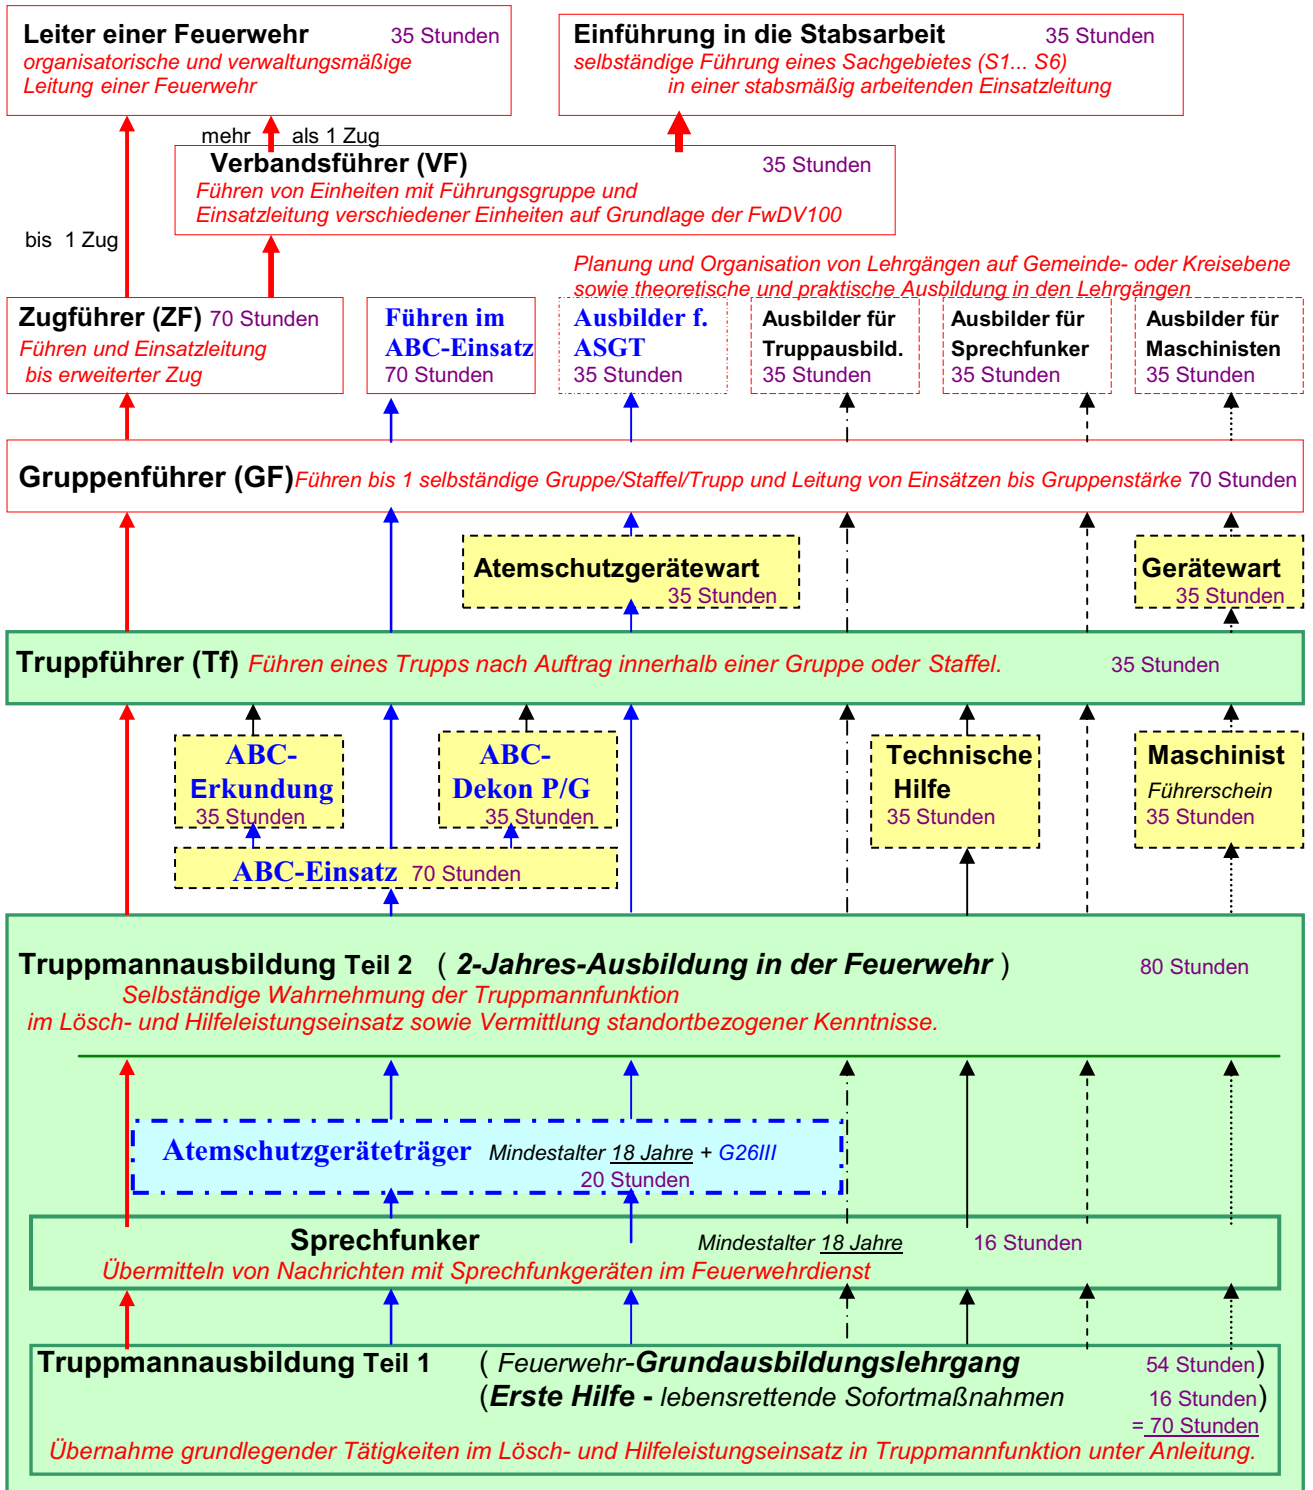 Leiter einer Feuerwehr 35 Stunden
organisatorische und verwaltungsmäßige
Leitung einer Feuerwehr
Einführung in die Stabsarbeit 35 Stunden
selbständige Führung eines Sachgebietes (S1... S6)
in einer stabsmäßig arbeitenden Einsatzleitung
mehr als 1 Zug
Verbandsführer (VF) 35 Stunden
Führen von Einheiten mit Führungsgruppe und
Einsatzleitung verschiedener Einheiten auf Grundlage der FwDV100
bis 1 Zug
Planung und Organisation von Lehrgängen auf Gemeinde- oder Kreisebene
sowie theoretische und praktische Ausbildung in den Lehrgängen
Zugführer (ZF) 70 Stunden
Führen und Einsatzleitung
bis erweiterter Zug
Führen im
ABC-Einsatz
70 Stunden
Ausbilder f.
ASGT
35 Stunden
Ausbilder für
Truppausbild.
35 Stunden
Ausbilder für
Sprechfunker
35 Stunden
Ausbilder für
Maschinisten
35 Stunden
Gruppenführer (GF) Führen bis 1 selbständige Gruppe/Staffel/Trupp und Leitung von Einsätzen bis Gruppenstärke 70 Stunden
Atemschutzgerätewart
35 Stunden
Gerätewart
35 Stunden
Truppführer (Tf) Führen eines Trupps nach Auftrag innerhalb einer Gruppe oder Staffel. 35 Stunden
ABC-
Erkundung
35 Stunden
ABC-
Dekon P/G
35 Stunden
Technische
Hilfe
35 Stunden
Maschinist
Führerschein
35 Stunden
ABC-Einsatz 70 Stunden
Truppmannausbildung Teil 2 ( 2-Jahres-Ausbildung in der Feuerwehr ) 80 Stunden
Selbständige Wahrnehmung der Truppmannfunktion
im Lösch- und Hilfeleistungseinsatz sowie Vermittlung standortbezogener Kenntnisse.
Atemschutzgeräteträger Mindestalter 18 Jahre + G26III
20 Stunden
Sprechfunker Mindestalter 18 Jahre 16 Stunden
Übermitteln von Nachrichten mit Sprechfunkgeräten im Feuerwehrdienst
Truppmannausbildung Teil 1 ( Feuerwehr-Grundausbildungslehrgang 54 Stunden)
(Erste Hilfe - lebensrettende Sofortmaßnahmen 16 Stunden)
= 70 Stunden
Übernahme grundlegender Tätigkeiten im Lösch- und Hilfeleistungseinsatz in Truppmannfunktion unter Anleitung.